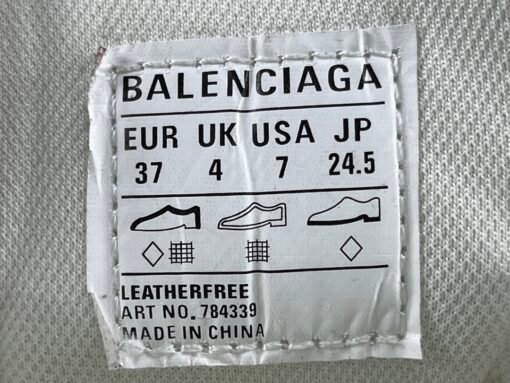 BALENCIAGA
EUR UK USA JP
37 4 7 24.5
LEATHERFREE
ART NO. 784339
MADE IN CHINA